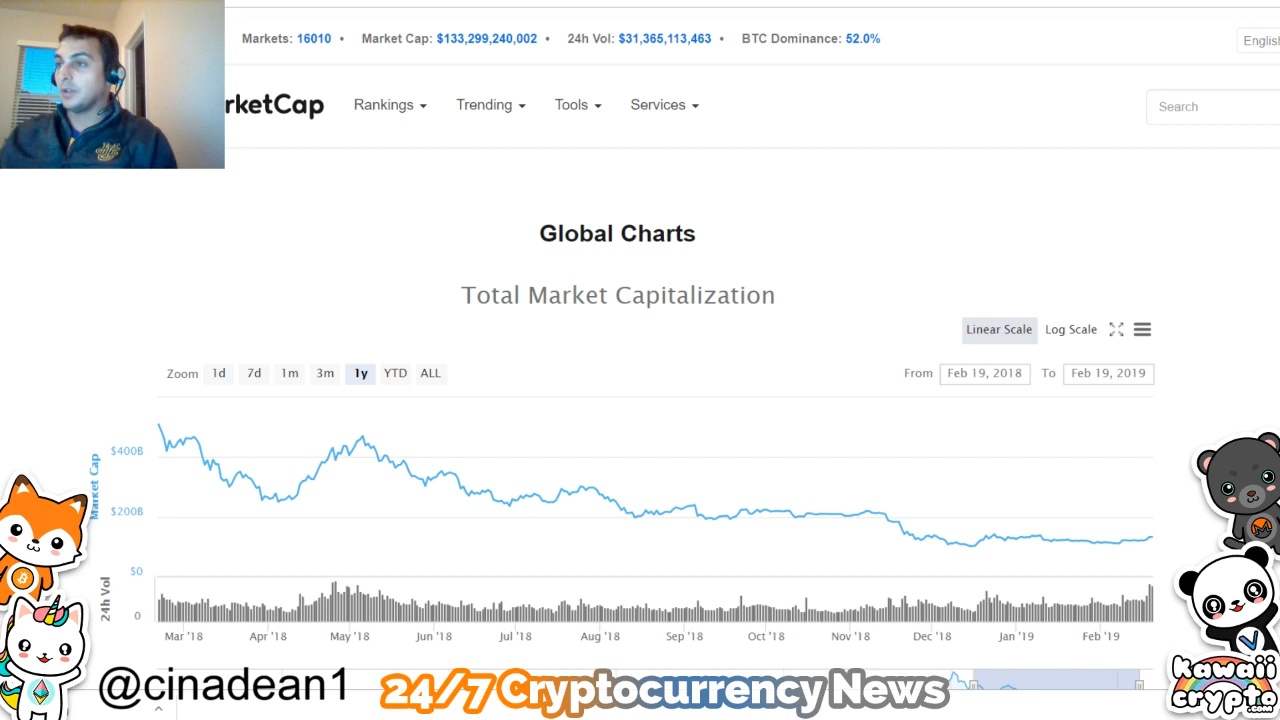 Markets: 16010 • Market Cap: $133,299,240,002 • 24h Vol: $31,365,113,463 • BTC Dominance: 52.0%
English
rketCap Rankings Trending Tools Services
Search
Global Charts
Total Market Capitalization
Linear Scale Log Scale
Zoom 1d 7d 1m 3m 1y YTD ALL From Feb 19, 2018 To Feb 19, 2019
Market Cap
$400B
$200B
$0
24h Vol
0
Mar '18 Apr '18 May '18 Jun '18 Jul '18 Aug '18 Sep '18 Oct '18 Nov '18 Dec '18 Jan '19 Feb '19
@cinadean1
24/7 Cryptocurrency News
kawaii
crypto
.com